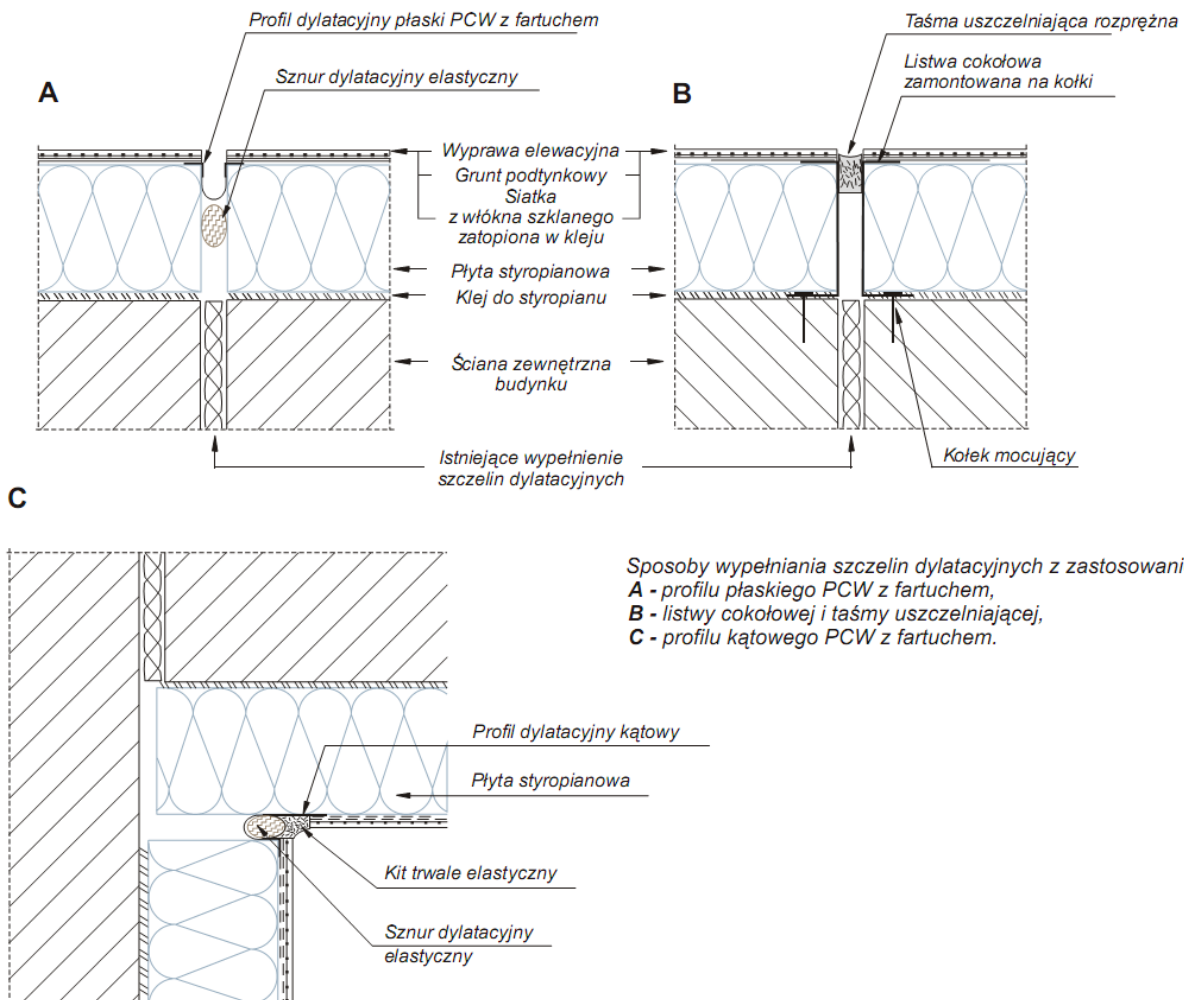 Profil dylatacyjny płaski PCW z fartuchem
Sznur dylatacyjny elastyczny
A
Taśma uszczelniająca rozprężna
Listwa cokołowa
zamontowana na kołki
B
Wyprawa elewacyjna
Grunt podtynkowy
Siatka
z włókna szklanego
zatopiona w kleju
Płyta styropianowa
Klej do styropianu
Ściana zewnętrzna
budynku
Istniejące wypełnienie
szczelin dylatacyjnych
Kołek mocujący
C
Sposoby wypełniania szczelin dylatacyjnych z zastosowani
A - profilu płaskiego PCW z fartuchem,
B - listwy cokołowej i taśmy uszczelniającej,
C - profilu kątowego PCW z fartuchem.
Profil dylatacyjny kątowy
Płyta styropianowa
Kit trwale elastyczny
Sznur dylatacyjny
elastyczny